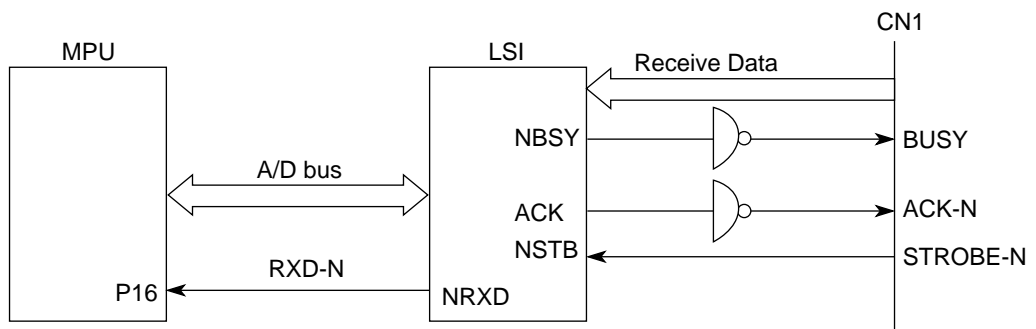 CN1
MPU
LSI
Receive Data
NBSY
BUSY
A/D bus
ACK
ACK-N
NSTB
STROBE-N
RXD-N
P16
NRXD